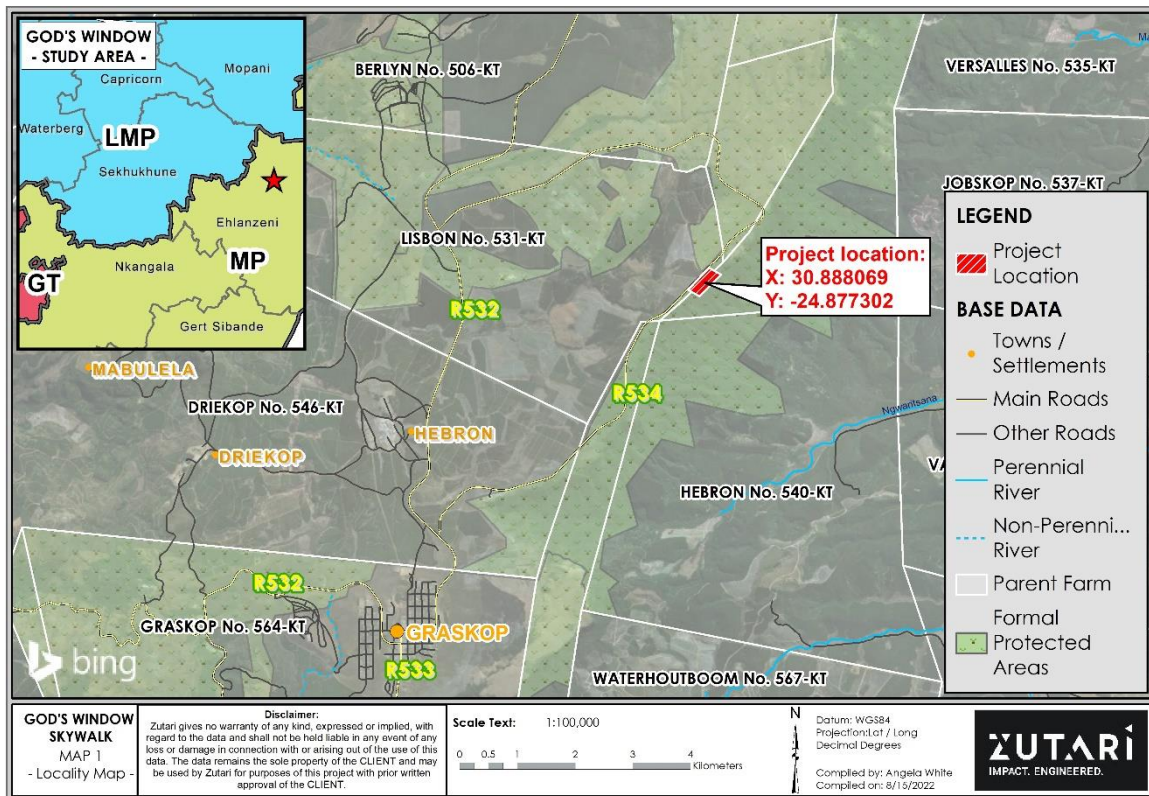 GOD'S WINDOW
- STUDY AREA -
Capricorn
Mopani
Waterberg
LMP
Sekhukhune
Ehlanzeni
Nkangala
MP
GT
Gert Sibande
BERLYN No. 506-KT
VERSALLES No. 535-KT
JOBSKOP No. 537-KT
LISBON No. 531-KT
Project location:
X: 30.888069
Y: -24.877302
R532
MABULELA
R534
DRIEKOP No. 546-KT
HEBRON
Ngwaritsana
DRIEKOP
HEBRON No. 540-KT
R532
GRASKOP No. 564-KT
GRASKOP
bing
R533
WATERHOUTBOOM No. 567-KT
LEGEND
Project
Location
BASE DATA
Towns /
Settlements
Main Roads
Other Roads
Perennial
River
Non-Perenni...
River
Parent Farm
Formal
Protected
Areas
GOD'S WINDOW
SKYWALK
MAP 1
- Locality Map -
Disclaimer:
Zutari gives no warranty of any kind, expressed or implied, with
regard to the data and shall not be held liable in any event of any
loss or damage in connection with or arising out of the use of this
data. The data remains the sole property of the CLIENT and may
be used by Zutari for purposes of this project with prior written
approval of the CLIENT.
Scale Text: 1:100,000
0 0.5 1 2 3 4
Kilometers
N
Datum: WGS84
Projection:Lat / Long
Decimal Degrees
Compiled by: Angela White
Compiled on: 8/15/2022
ZUTARI
IMPACT. ENGINEERED.